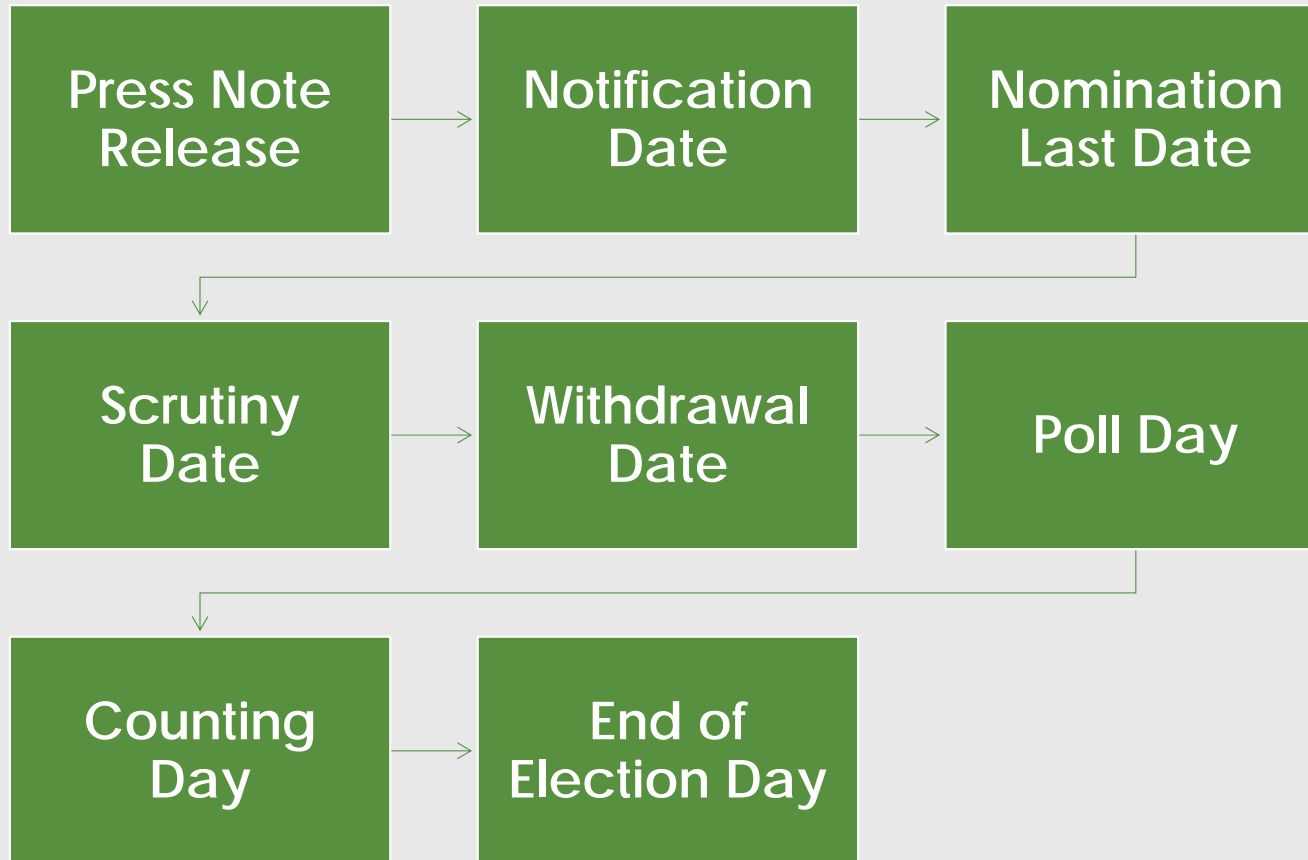 Press Note
Release
Notification
Date
Nomination
Last Date
Scrutiny
Date
Withdrawal
Date
Poll Day
Counting
Day
End of
Election Day